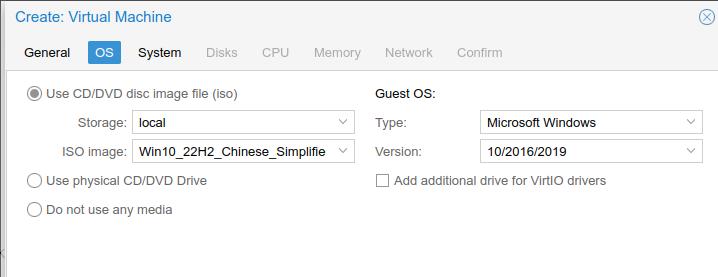 Create: Virtual Machine
General OS System Disks CPU Memory Network Confirm
Use CD/DVD disc image file (iso) Guest OS:
Storage: local Type: Microsoft Windows
ISO image: Win10_22H2_Chinese_Simplifie Version: 10/2016/2019
Use physical CD/DVD Drive Add additional drive for VirtIO drivers
Do not use any media